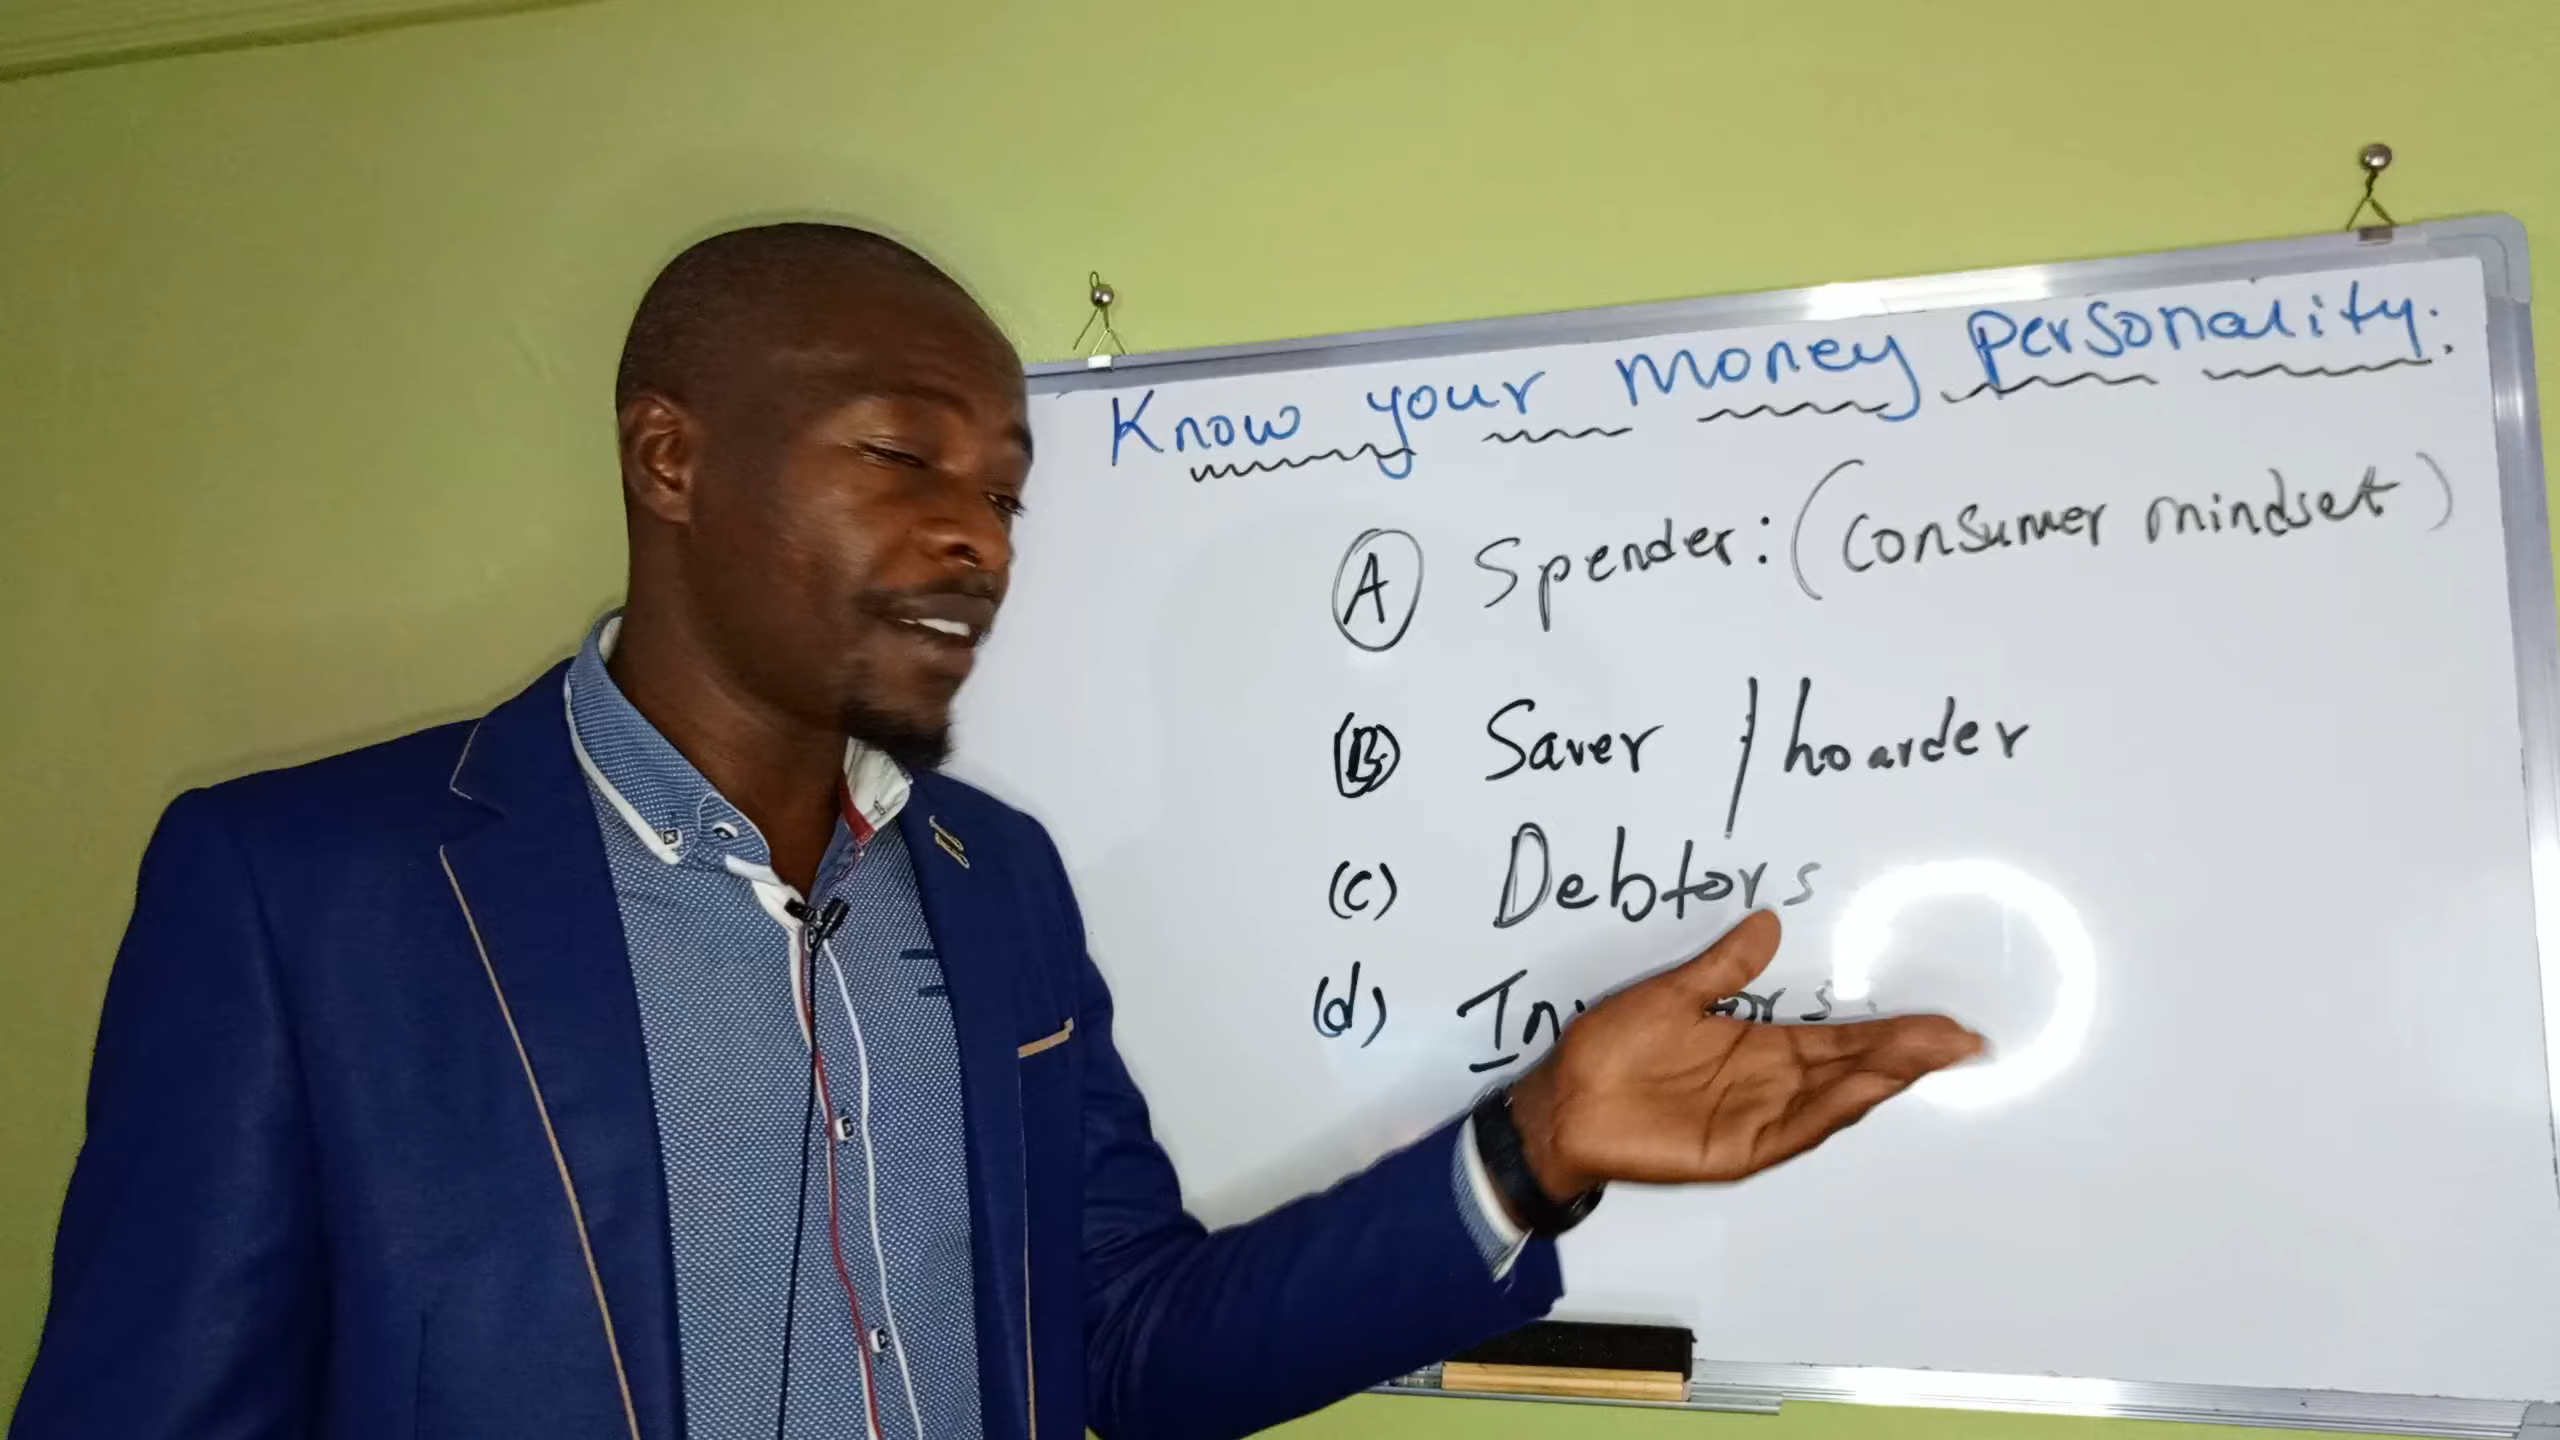 Know your money personality.
A Spender: (Consumer mindset)
B Saver / hoarder
(c) Debtors
(d)